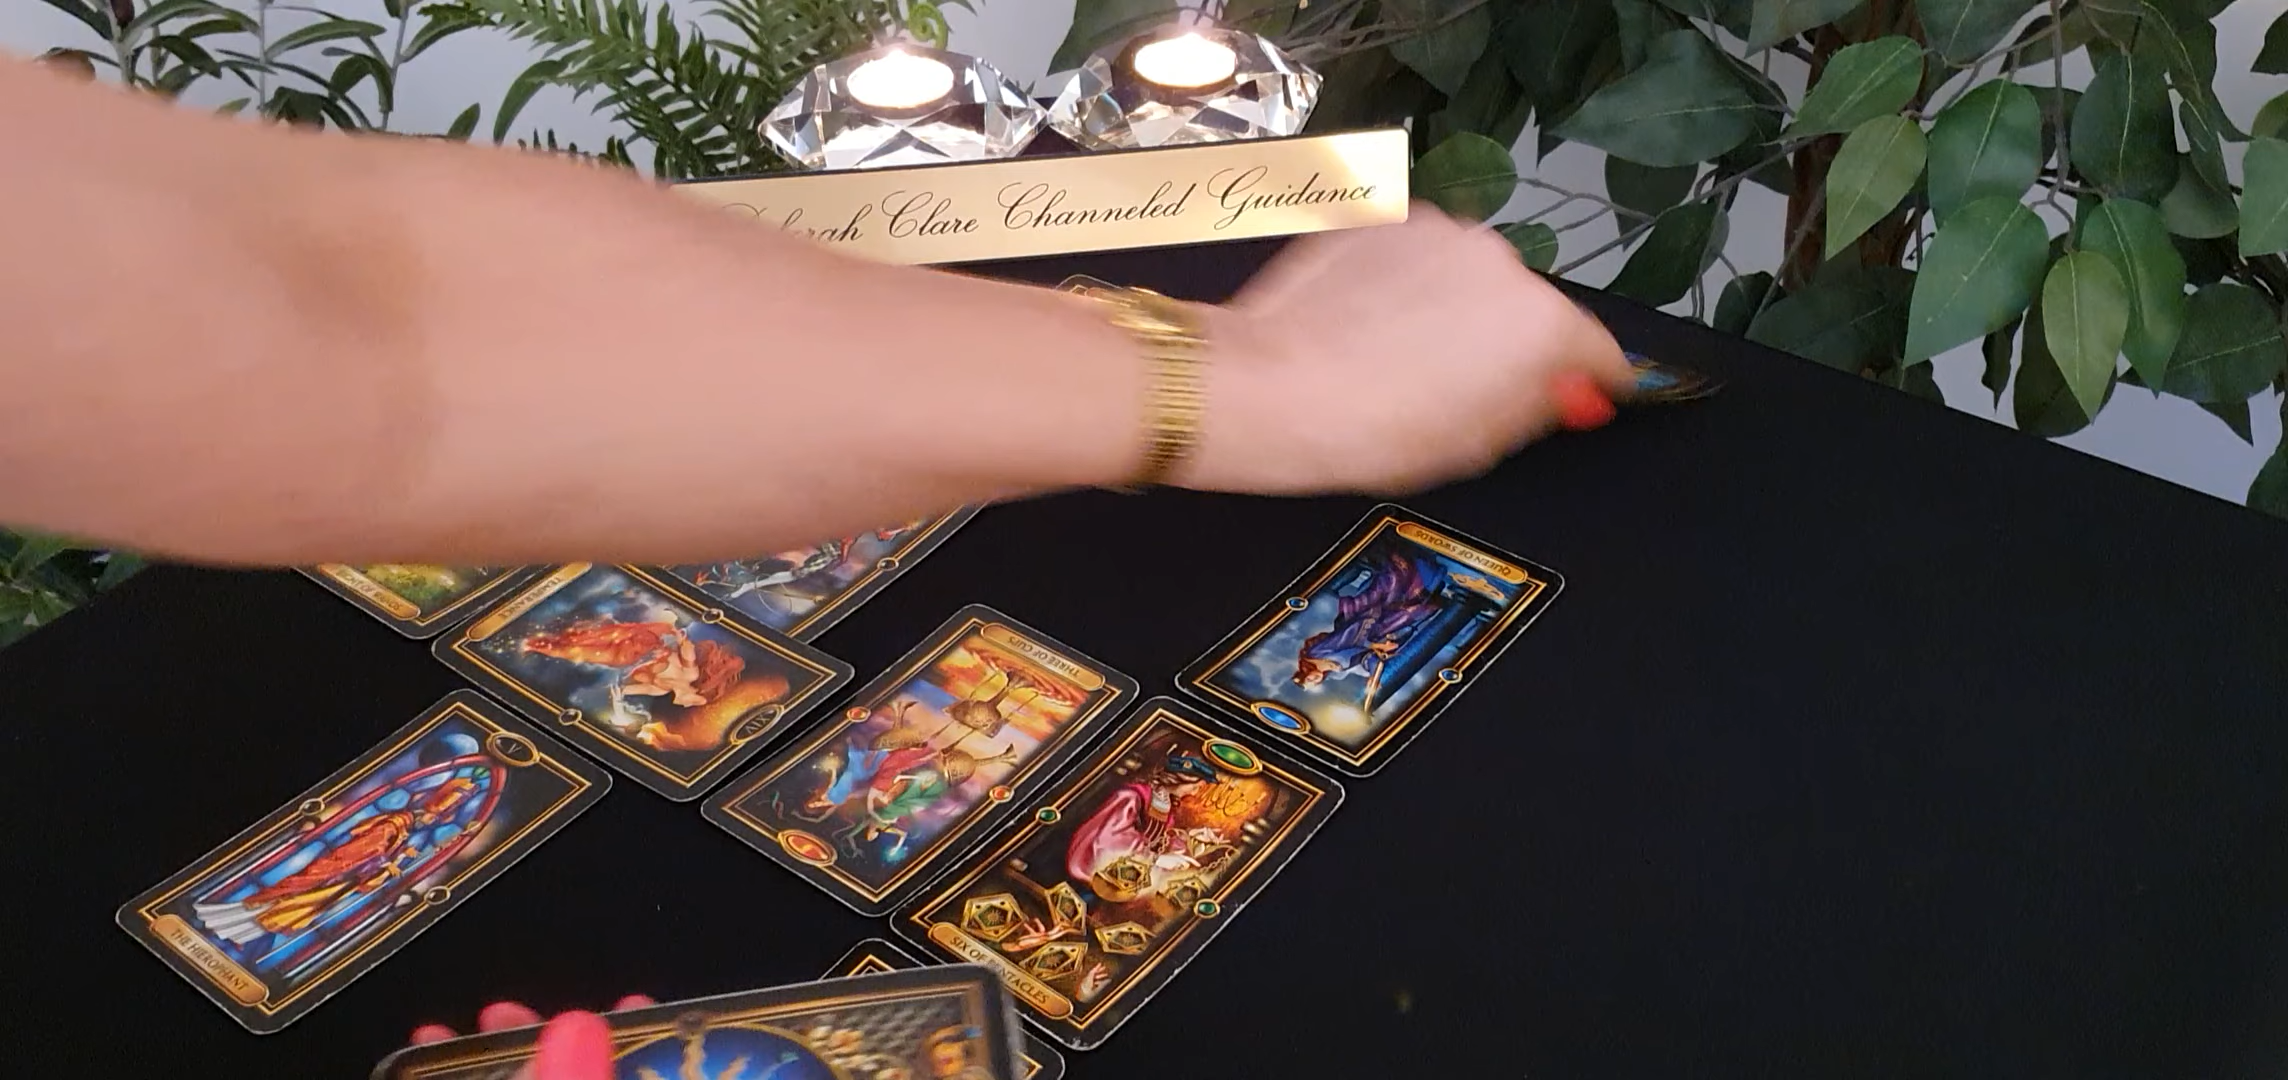 Clare Channeled Guidance
QUEEN OF SWORDS
TEMPERANCE
XIV
THREE OF CUPS
V
THE HIEROPHANT
SIX OF PENTACLES